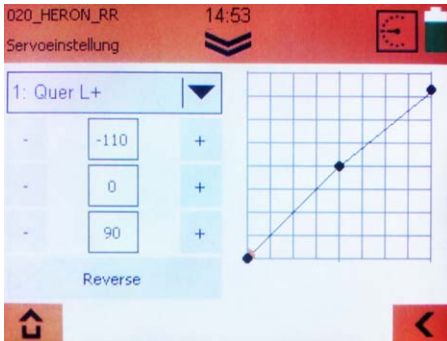 020_HERON_RR 14:53
Servoeinstellung
1: Quer L+
- -110 +
- 0 +
- 90 +
Reverse